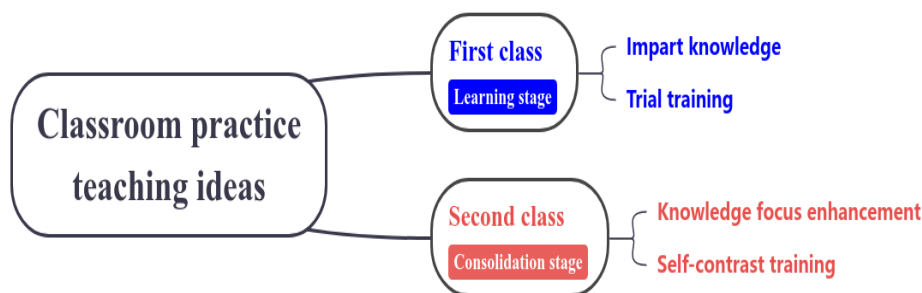 Classroom practice
teaching ideas
First class
Learning stage
Impart knowledge
Trial training
Second class
Consolidation stage
Knowledge focus enhancement
Self-contrast training